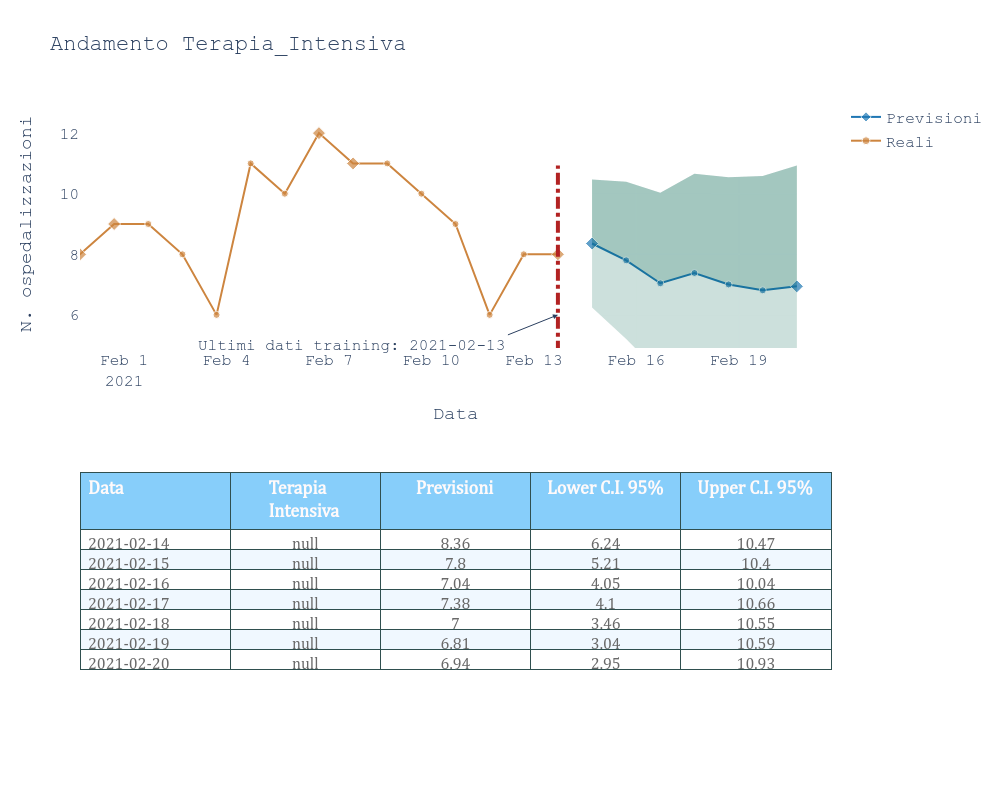 Andamento Terapia_Intensiva
N. ospedalizzazioni
12
10
8
6
Previsioni
Reali
Ultimi dati training: 2021-02-13
Feb 1 Feb 4 Feb 7 Feb 10 Feb 13 Feb 16 Feb 19
2021
Data
Data Terapia Previsioni Lower C.I. 95% Upper C.I. 95%
Intensiva
2021-02-14 null 8.36 6.24 10.47
2021-02-15 null 7.8 5.21 10.4
2021-02-16 null 7.04 4.05 10.04
2021-02-17 null 7.38 4.1 10.66
2021-02-18 null 7 3.46 10.55
2021-02-19 null 6.81 3.04 10.59
2021-02-20 null 6.94 2.95 10.93